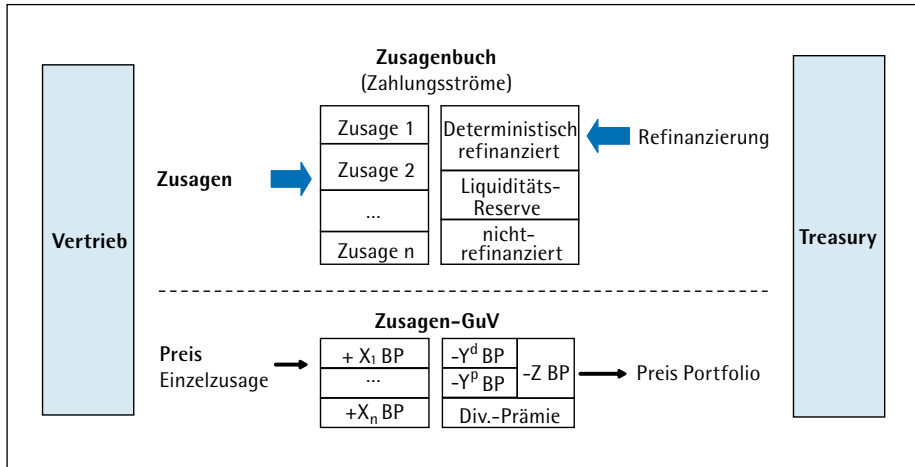 Zusagenbuch
(Zahlungsströme)
Vertrieb
Zusagen
Zusage 1
Zusage 2
...
Zusage n
Deterministisch
refinanziert
Liquiditäts-
Reserve
nicht-
refinanziert
Refinanzierung
Treasury
Zusagen-GuV
Preis
Einzelzusage
+ X₁ BP
...
+Xₙ BP
-Yᵈ BP
-Yᵖ BP
-Z BP
Div.-Prämie
Preis Portfolio